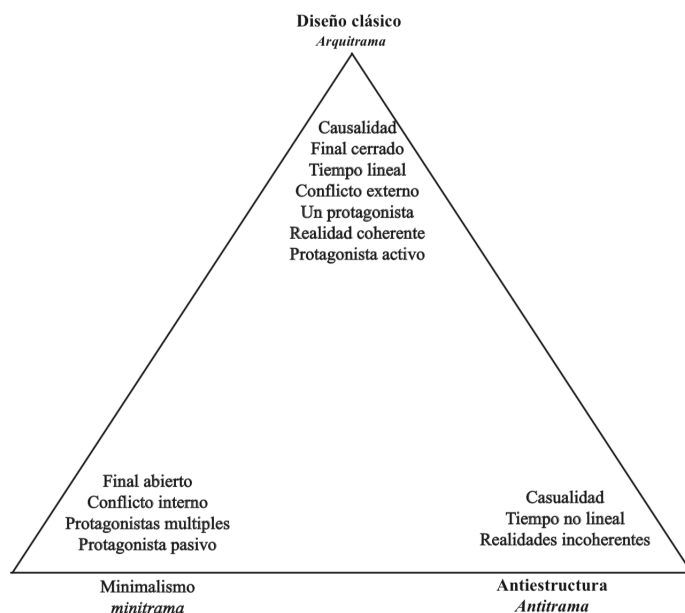 Diseño clásico
Arquitrama
Causalidad
Final cerrado
Tiempo lineal
Conflicto externo
Un protagonista
Realidad coherente
Protagonista activo
Final abierto
Conflicto interno
Protagonistas multiples
Protagonista pasivo
Casualidad
Tiempo no lineal
Realidades incoherentes
Minimalismo
minitrama
Antiestructura
Antitrama